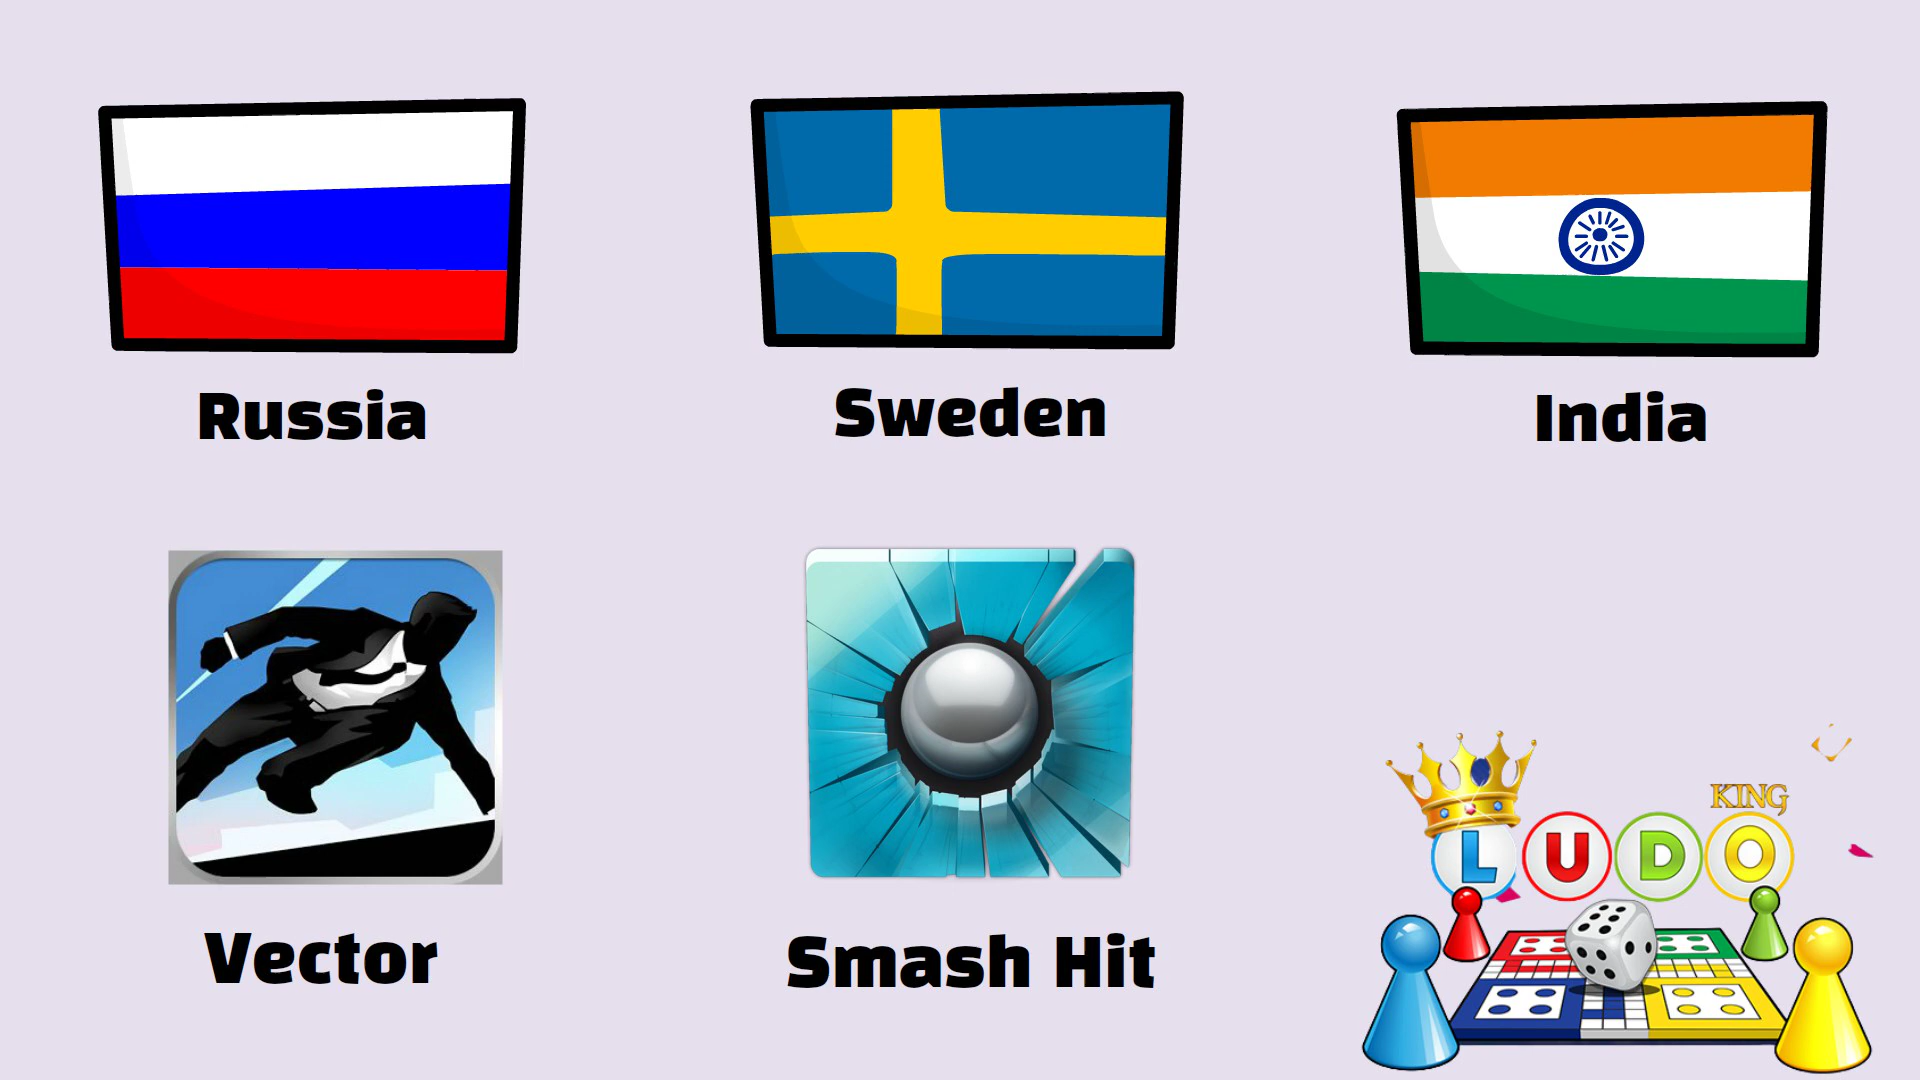 Russia
Sweden
India
Vector
Smash Hit
KING
LUDO